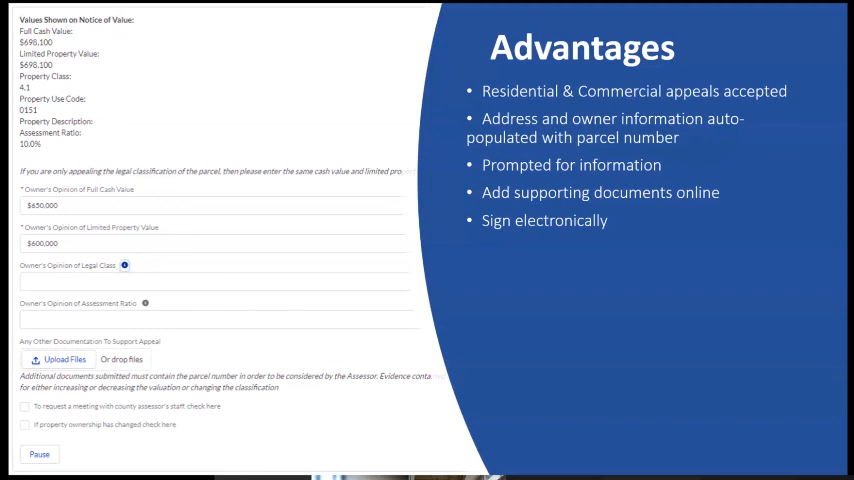 Values Shown on Notice of Value:
Full Cash Value:
$698,100
Limited Property Value:
$698,100
Property Class:
4.1
Property Use Code:
0151
Property Description:
Assessment Ratio:
10.0%
If you are only appealing the legal classification of the parcel, then please enter the same cash value and limited
* Owner's Opinion of Full Cash Value
$650,000
* Owner's Opinion of Limited Property Value
$600,000
Owner's Opinion of Legal Class
Owner's Opinion of Assessment Ratio
Any Other Documentation To Support Appeal
Upload Files
Or drop files
Additional documents submitted must contain the parcel number in order to be considered by the Assessor. Evidence
for either increasing or decreasing the valuation or changing the classification
To request a meeting with county assessor's staff, check here
If property ownership has changed check here
Pause
Advantages
• Residential & Commercial appeals accepted
• Address and owner information auto-
populated with parcel number
• Prompted for information
• Add supporting documents online
• Sign electronically